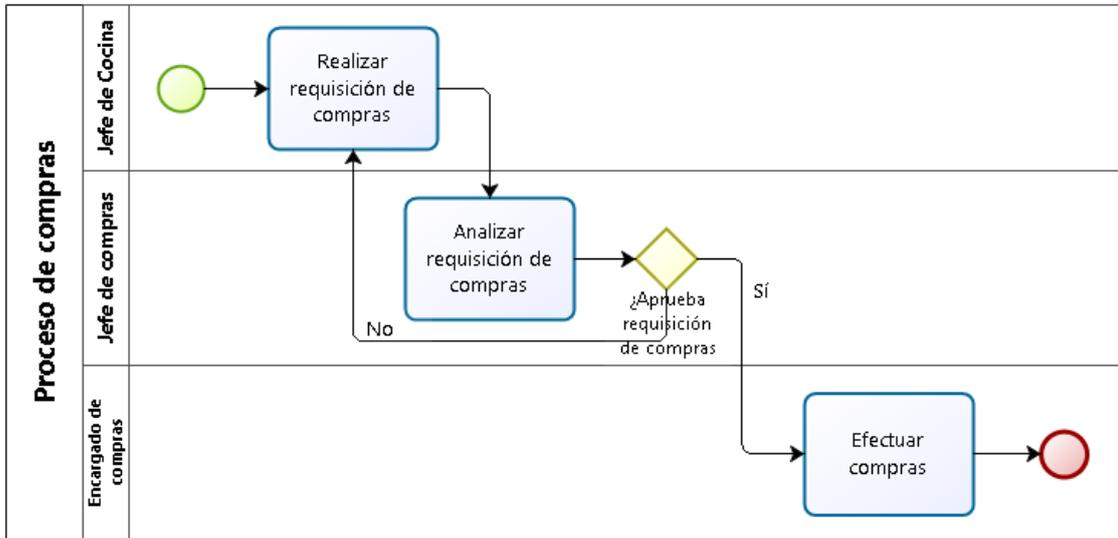 Proceso de compras
Jefe de Cocina
Realizar
requisición de
compras
Jefe de compras
Analizar
requisición de
compras
¿Aprueba
requisición
de compras
Sí
No
Encargado de
compras
Efectuar
compras